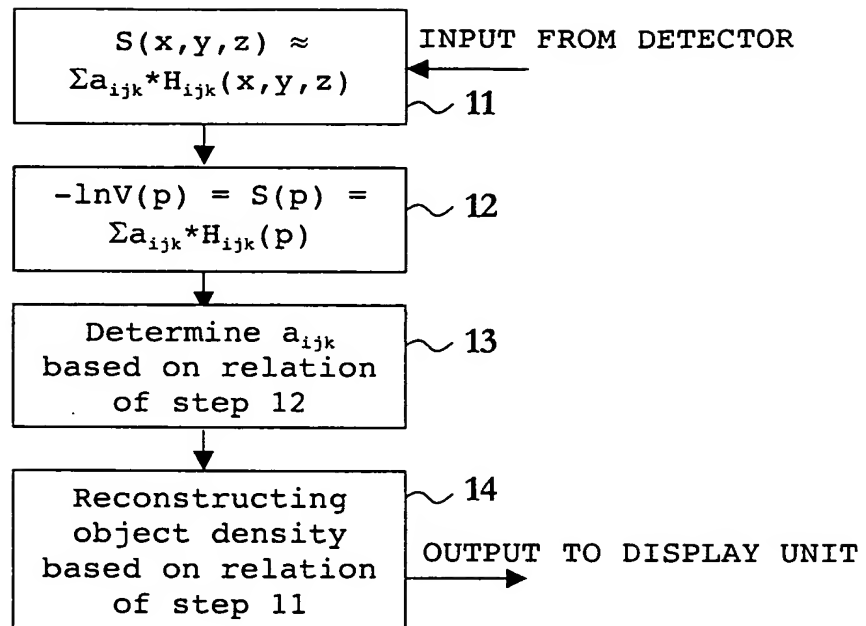 S(x,y,z) ≈
Σaᵢⱼₖ*Hᵢⱼₖ(x,y,z)
INPUT FROM DETECTOR
11
-lnV(p) = S(p) =
Σaᵢⱼₖ*Hᵢⱼₖ(p)
12
Determine aᵢⱼₖ
based on relation
of step 12
13
Reconstructing
object density
based on relation
of step 11
14
OUTPUT TO DISPLAY UNIT